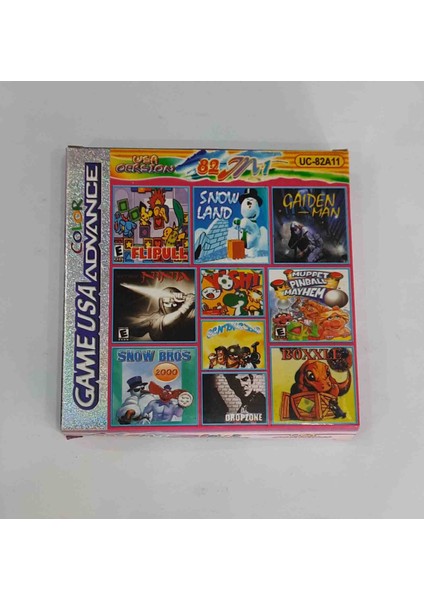 COLOR
GAME USA ADVANCE
USA
VERSION
82 IN 1
UC-82A11
FLIPULL
E
SNOW
LAND
GAIDEN
-MAN
NINJA
E
YOSHI
MUPPET
PINBALL
MAYHEM
E
SNOW BROS
2000
DROPZONE
BOXXLE